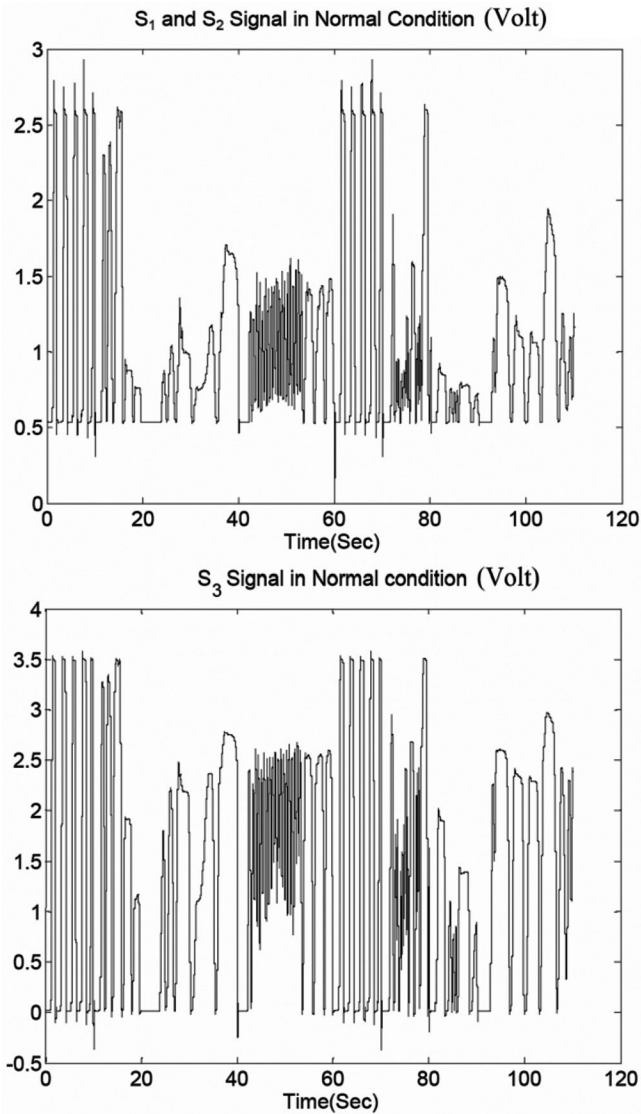 S₁ and S₂ Signal in Normal Condition (Volt)
3
2.5
2
1.5
1
0.5
0
0 20 40 60 80 100 120
Time(Sec)
S₃ Signal in Normal condition (Volt)
4
3.5
3
2.5
2
1.5
1
0.5
0
-0.5
0 20 40 60 80 100 120
Time(Sec)